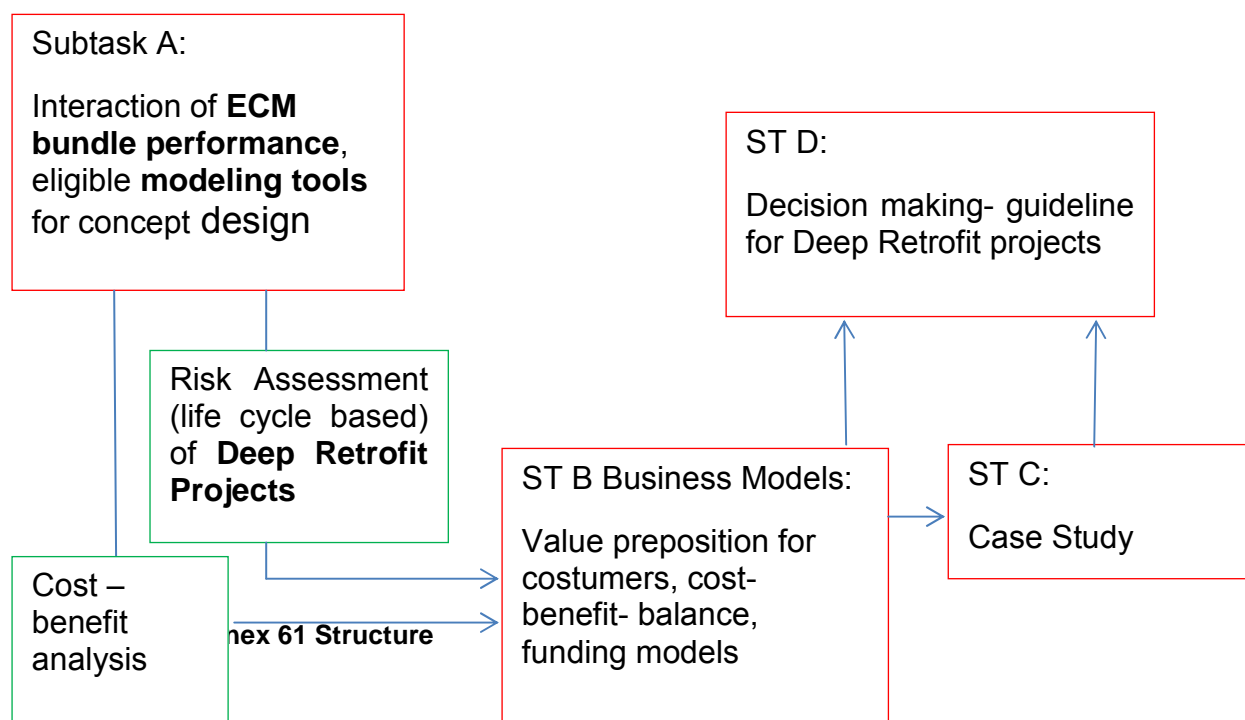 Subtask A:
Interaction of ECM
bundle performance,
eligible modeling tools
for concept design
ST D:
Decision making- guideline
for Deep Retrofit projects
Risk Assessment
(life cycle based)
of Deep Retrofit
Projects
ST B Business Models:
Value preposition for
costumers, cost-
benefit- balance,
funding models
ST C:
Case Study
Cost –
benefit
analysis
nex 61 Structure